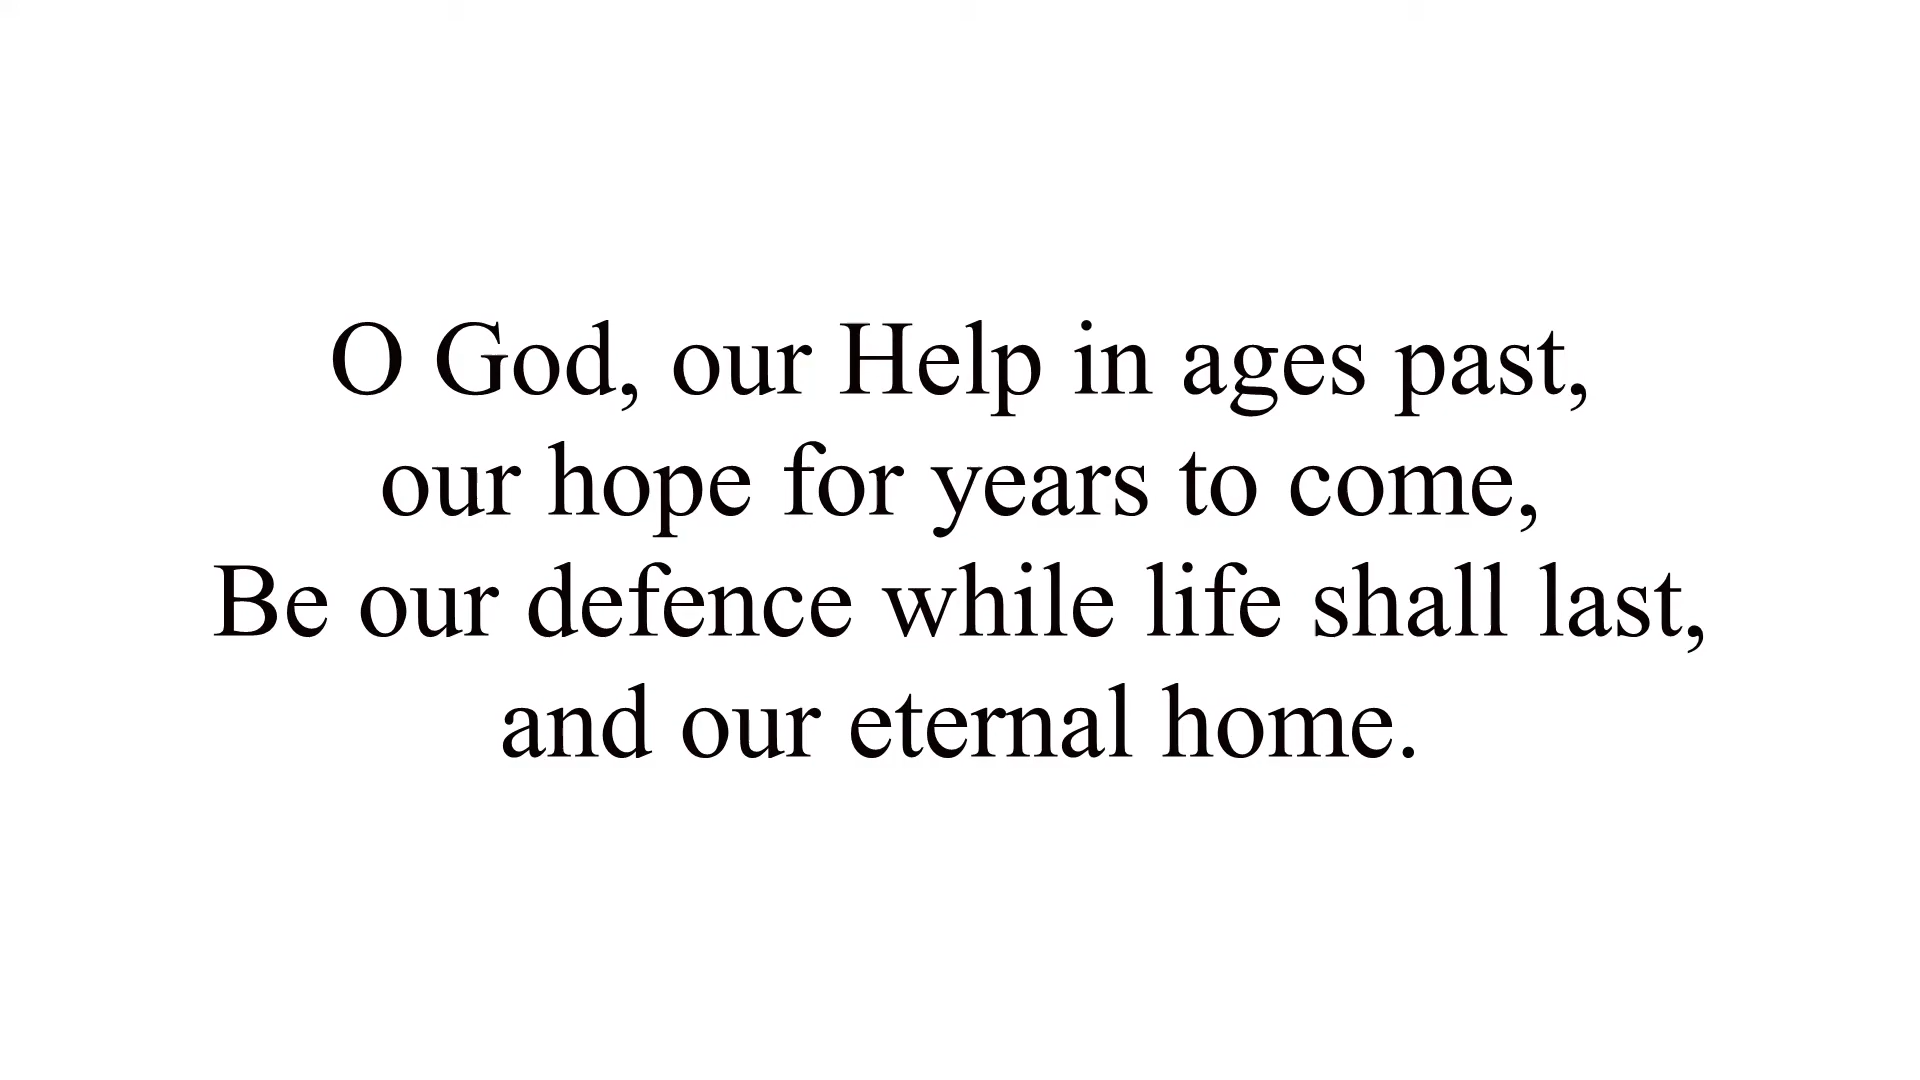 O God, our Help in ages past,
our hope for years to come,
Be our defence while life shall last,
and our eternal home.